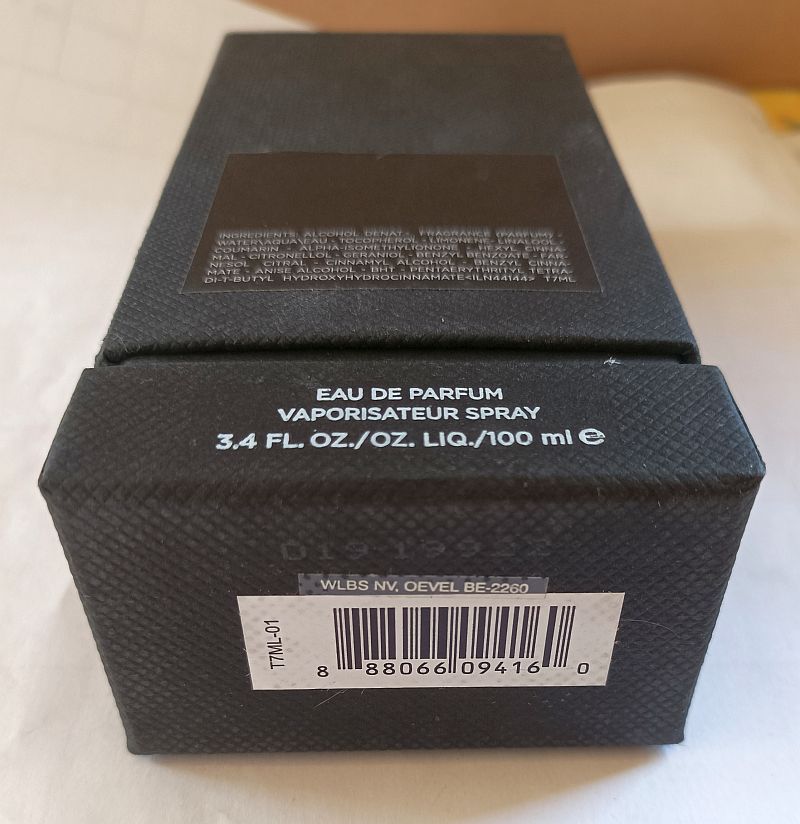 INGREDIENTS: ALCOHOL DENAT. · FRAGRANCE (PARFUM) ·
WATER\AQUA\EAU · TOCOPHEROL · LIMONENE · LINALOOL ·
COUMARIN · ALPHA-ISOMETHYL IONONE · HEXYL CINNA-
MAL · CITRONELLOL · GERANIOL · BENZYL BENZOATE · FAR-
NESOL · CITRAL · CINNAMYL ALCOHOL · BENZYL CINNA-
MATE · ANISE ALCOHOL · BHT · PENTAERYTHRITYL TETRA-
DI-T-BUTYL HYDROXYHYDROCINNAMATE<ILN44144> T7ML
EAU DE PARFUM
VAPORISATEUR SPRAY
3.4 FL. OZ./OZ. LIQ./100 ml ℮
WLBS NV, OEVEL BE-2260
T7ML-01
8 88066 09416 0